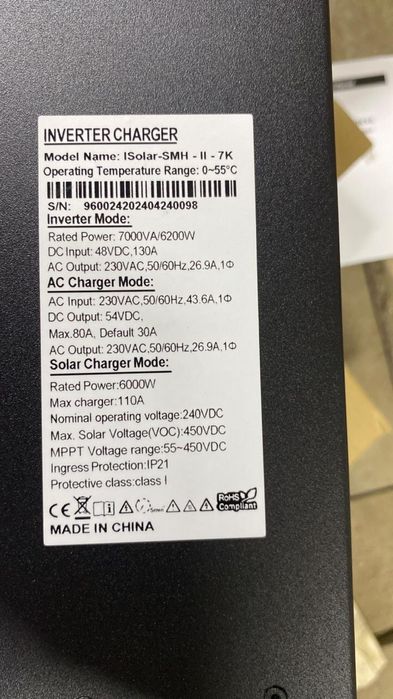 INVERTER CHARGER
Model Name: ISolar-SMH - II - 7K
Operating Temperature Range: 0~55°C
S/N: 960024202404240098
Inverter Mode:
Rated Power: 7000VA/6200W
DC Input: 48VDC,130A
AC Output: 230VAC,50/60Hz,26.9A,1Φ
AC Charger Mode:
AC Input: 230VAC,50/60Hz,43.6A,1Φ
DC Output: 54VDC,
Max.80A, Default 30A
AC Output: 230VAC,50/60Hz,26.9A,1Φ
Solar Charger Mode:
Rated Power:6000W
Max charger:110A
Nominal operating voltage:240VDC
Max. Solar Voltage(VOC):450VDC
MPPT Voltage range:55~450VDC
Ingress Protection:IP21
Protective class:class I
CE
RoHS
Compliant
MADE IN CHINA